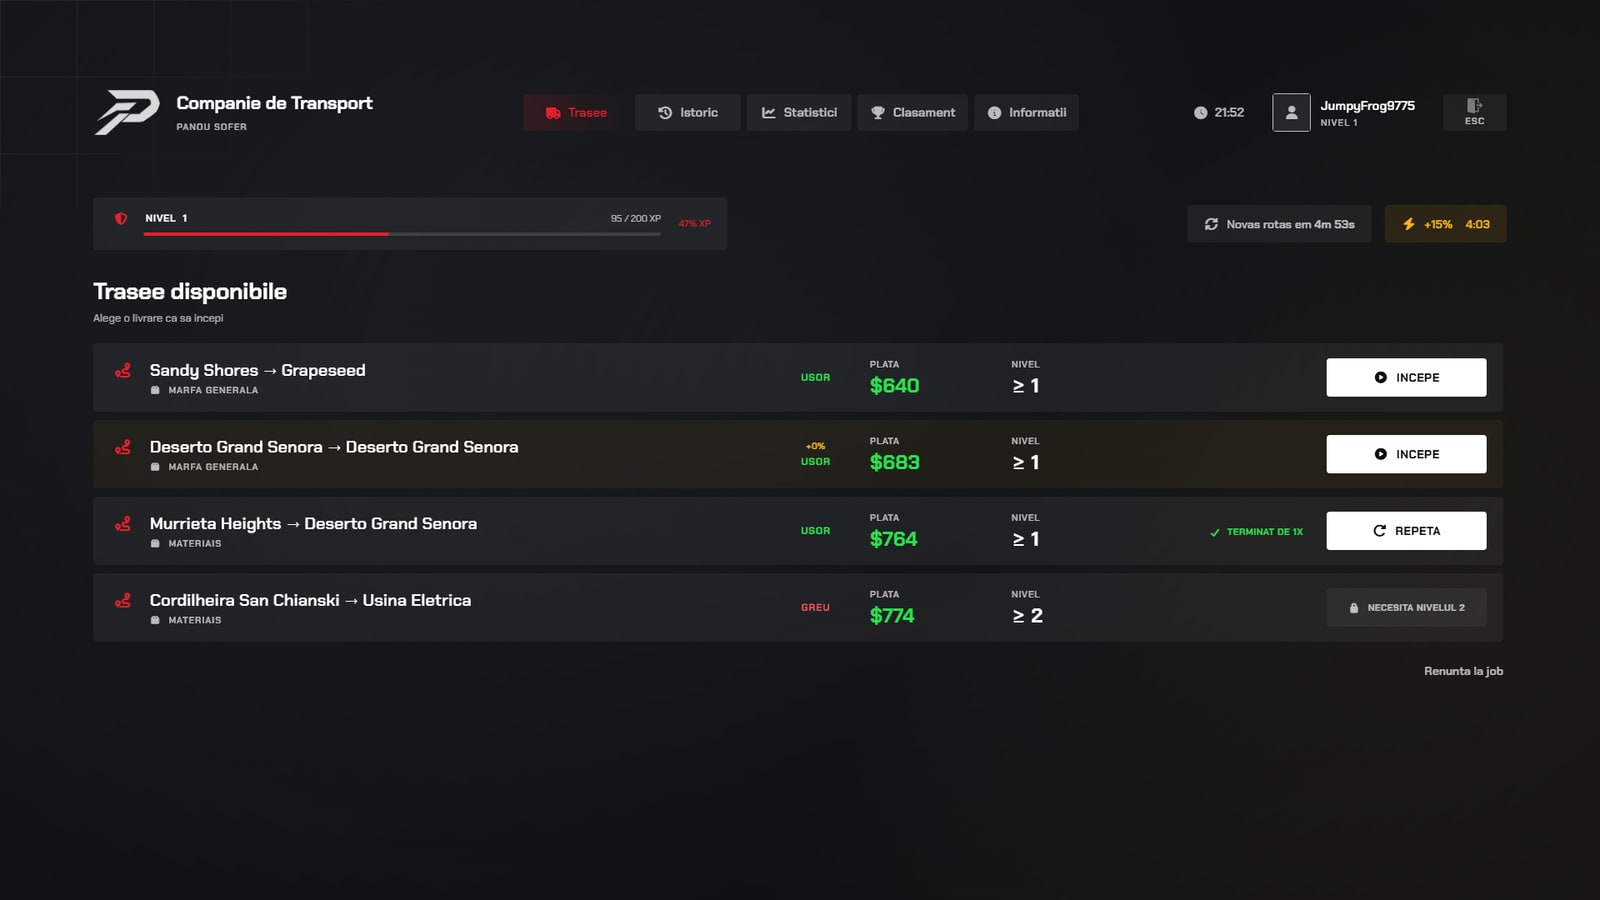 Companie de Transport
PANOU SOFER
Trasee
Istoric
Statistici
Clasament
Informatii
21:52
JumpyFrog9775
NIVEL 1
ESC
NIVEL 1
95 / 200 XP
47% XP
Novas rotas em 4m 53s
+15% 4:03
Trasee disponibile
Alege o livrare ca sa incepi
Sandy Shores → Grapeseed
MARFA GENERALA
USOR
PLATA
$640
NIVEL
≥ 1
INCEPE
Deserto Grand Senora → Deserto Grand Senora
MARFA GENERALA
+0%
USOR
PLATA
$683
NIVEL
≥ 1
INCEPE
Murrieta Heights → Deserto Grand Senora
MATERIAIS
USOR
PLATA
$764
NIVEL
≥ 1
TERMINAT DE 1X
REPETA
Cordilheira San Chianski → Usina Eletrica
MATERIAIS
GREU
PLATA
$774
NIVEL
≥ 2
NECESITA NIVELUL 2
Renunta la job